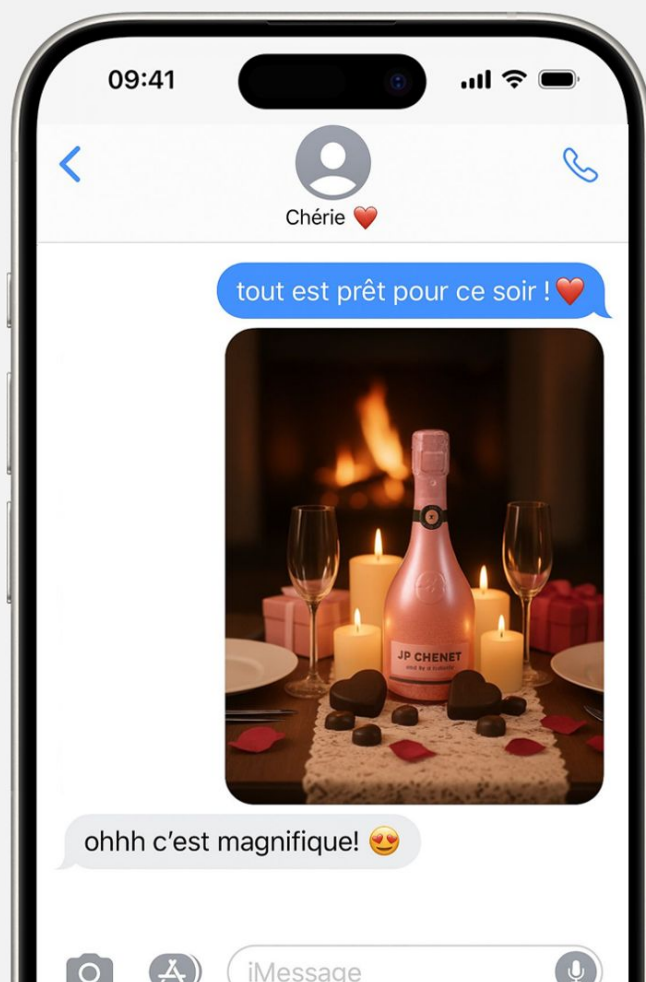 09:41
Chérie ❤️
tout est prêt pour ce soir ! ❤️
JP CHENET
ohhh c’est magnifique! 😍
iMessage